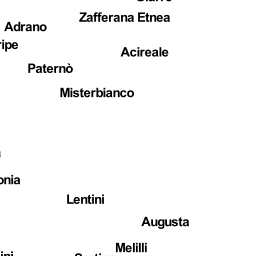 Zafferana Etnea
Adrano
Acireale
Paternò
Misterbianco
Lentini
Augusta
Melilli